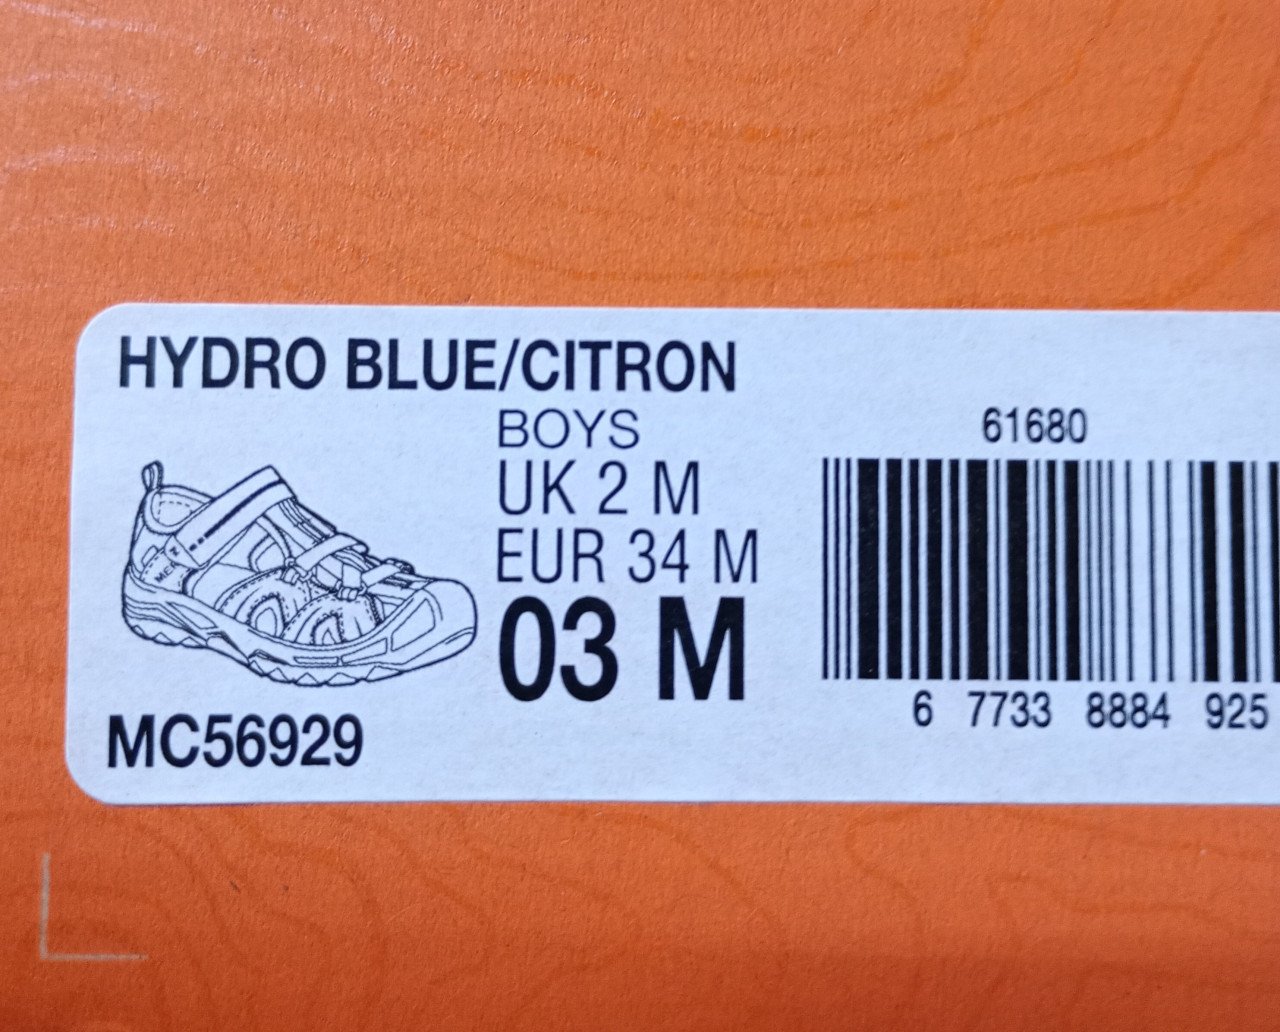 HYDRO BLUE/CITRON
BOYS
UK 2 M
EUR 34 M
03 M
MC56929
61680
6 7733 8884 925